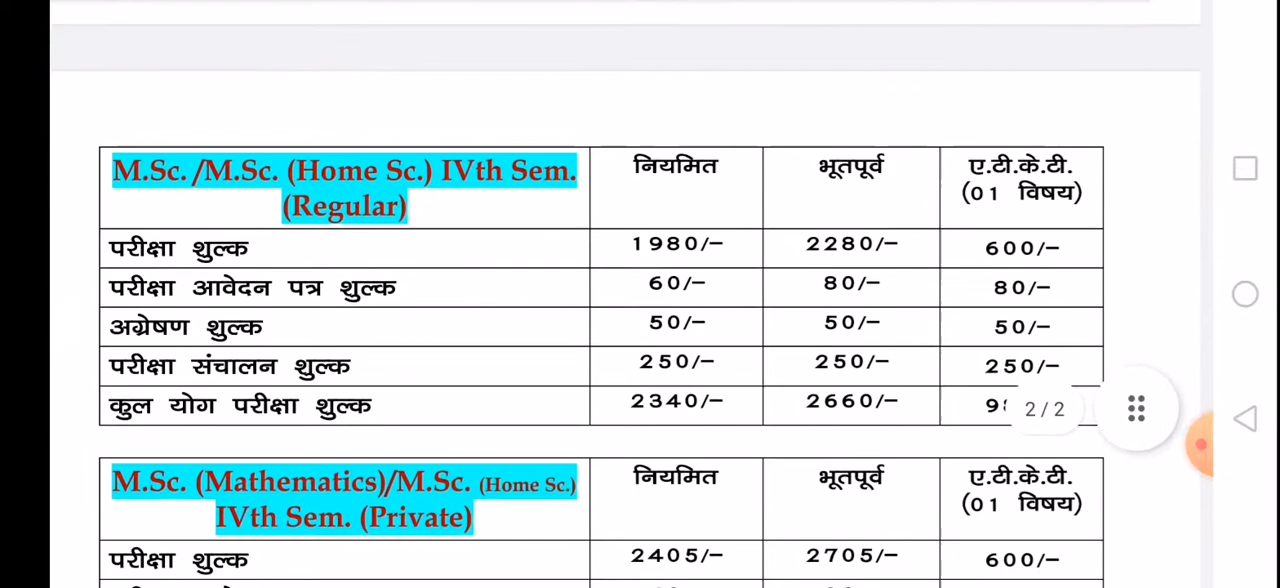 M.Sc. /M.Sc. (Home Sc.) IVth Sem. (Regular) नियमित भूतपूर्व ए.टी.के.टी. (01 विषय)
परीक्षा शुल्क 1980/– 2280/– 600/–
परीक्षा आवेदन पत्र शुल्क 60/– 80/– 80/–
अग्रेषण शुल्क 50/– 50/– 50/–
परीक्षा संचालन शुल्क 250/– 250/– 250/–
कुल योग परीक्षा शुल्क 2340/– 2660/–
2/2
M.Sc. (Mathematics)/M.Sc. (Home Sc.) IVth Sem. (Private) नियमित भूतपूर्व ए.टी.के.टी. (01 विषय)
परीक्षा शुल्क 2405/– 2705/– 600/–